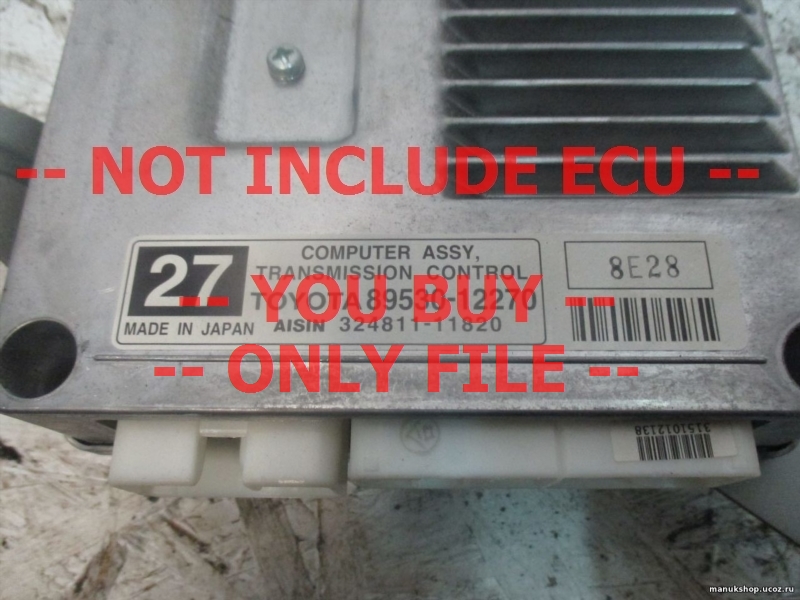 -- NOT INCLUDE ECU --
27
COMPUTER ASSY,
TRANSMISSION CONTROL
TOYOTA 89530-12270
MADE IN JAPAN
AISIN 324811-11820
8E28
-- YOU BUY --
-- ONLY FILE --
3151012138
manukshop.ucoz.ru